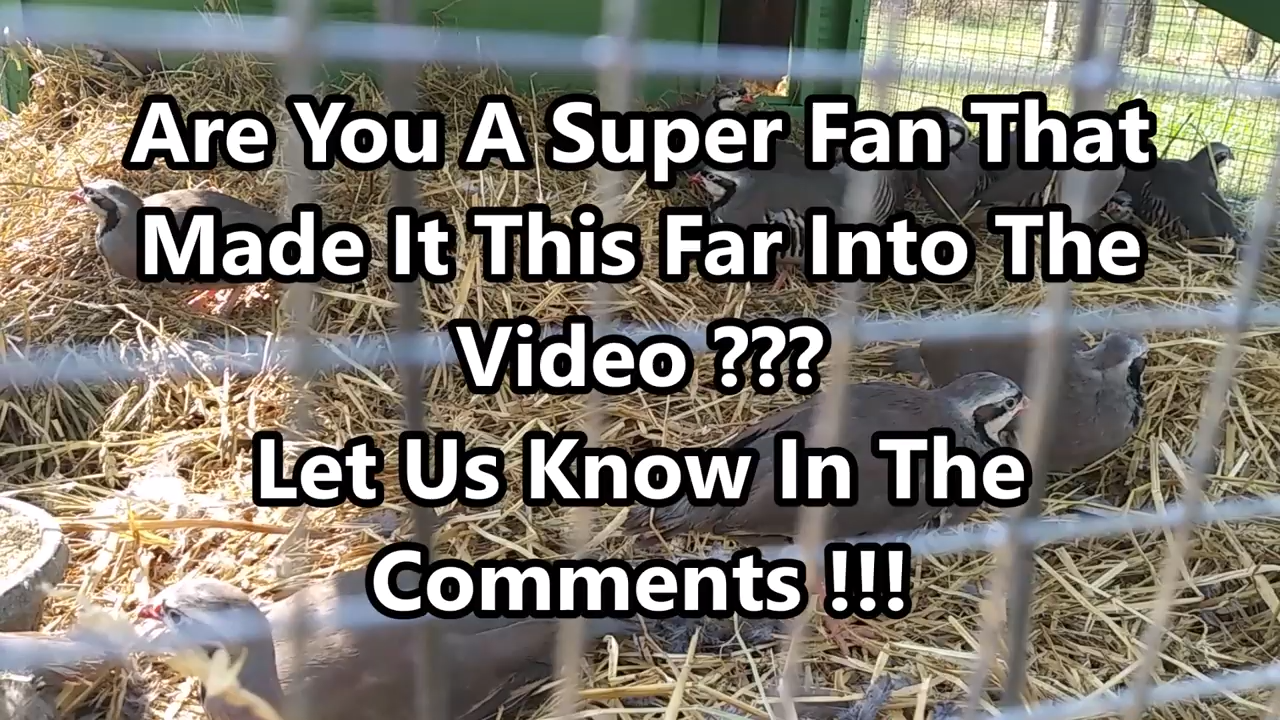 Are You A Super Fan That
Made It This Far Into The
Video ???
Let Us Know In The
Comments !!!